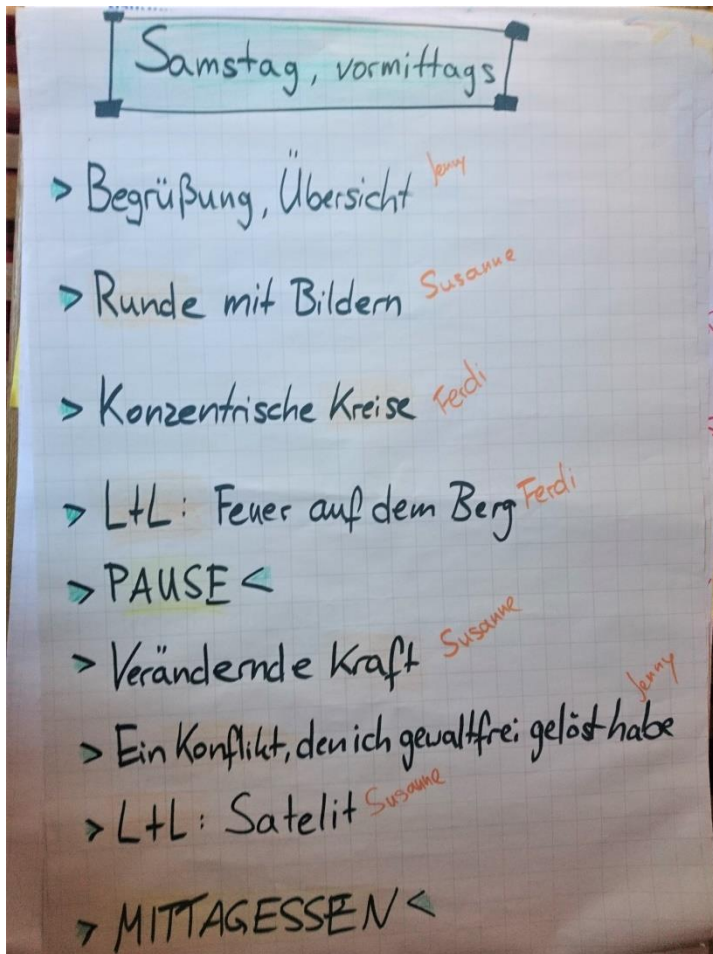 Samstag, vormittags
> Begrüßung, Übersicht Jenny
> Runde mit Bildern Susanne
> Konzentrische Kreise Ferdi
> L+L: Feuer auf dem Berg Ferdi
> PAUSE <
> Verändernde Kraft Susanne
> Ein Konflikt, den ich gewaltfrei gelöst habe Jenny
> L+L: Satelit Susanne
> MITTAGESSEN <